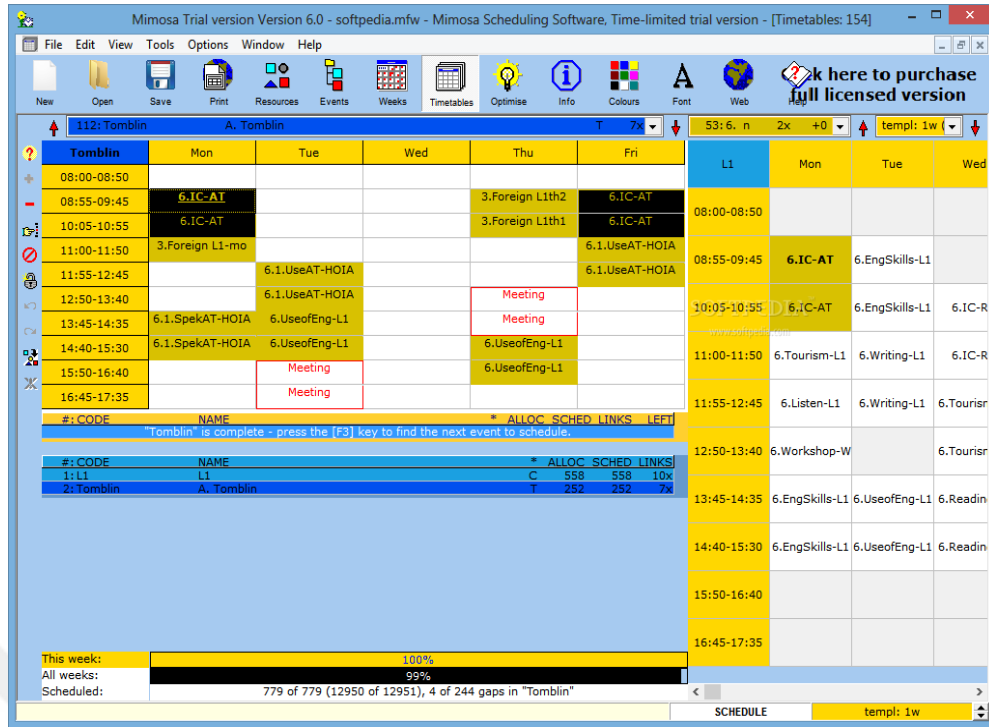 Mimosa Trial version Version 6.0 - softpedia.mfw - Mimosa Scheduling Software, Time-limited trial version - [Timetables: 154]
File Edit View Tools Options Window Help
New Open Save Print Resources Events Weeks Timetables Optimise Info Colours Font Web Help
k here to purchase
full licensed version
112: Tomblin A. Tomblin T 7x 53: 6. n 2x +0 templ: 1w (
Tomblin Mon Tue Wed Thu Fri
08:00-08:50
08:55-09:45 6.IC-AT 3.Foreign L1th2 6.IC-AT
10:05-10:55 6.IC-AT 3.Foreign L1th1 6.IC-AT
11:00-11:50 3.Foreign L1-mo 6.1.UseAT-HOIA
11:55-12:45 6.1.UseAT-HOIA 6.1.UseAT-HOIA
12:50-13:40 6.1.UseAT-HOIA Meeting
13:45-14:35 6.1.SpekAT-HOIA 6.UseofEng-L1 Meeting
14:40-15:30 6.1.SpekAT-HOIA 6.UseofEng-L1 6.UseofEng-L1
15:50-16:40 Meeting 6.UseofEng-L1
16:45-17:35 Meeting
#: CODE NAME * ALLOC SCHED LINKS LEFT
"Tomblin" is complete - press the [F3] key to find the next event to schedule.
#: CODE NAME * ALLOC SCHED LINKS
1: L1 L1 C 558 558 10x
2: Tomblin A. Tomblin T 252 252 7x
This week: 100%
All weeks: 99%
Scheduled: 779 of 779 (12950 of 12951), 4 of 244 gaps in "Tomblin"
L1 Mon Tue Wed
08:00-08:50
08:55-09:45 6.IC-AT 6.EngSkills-L1
10:05-10:55 6.IC-AT 6.EngSkills-L1 6.IC-R
SOFTPEDIA
www.softpedia.com
11:00-11:50 6.Tourism-L1 6.Writing-L1 6.IC-R
11:55-12:45 6.Listen-L1 6.Writing-L1 6.Tourisr
12:50-13:40 6.Workshop-W 6.Tourisr
13:45-14:35 6.EngSkills-L1 6.UseofEng-L1 6.Readin
14:40-15:30 6.EngSkills-L1 6.UseofEng-L1 6.Readin
15:50-16:40
16:45-17:35
SCHEDULE templ: 1w